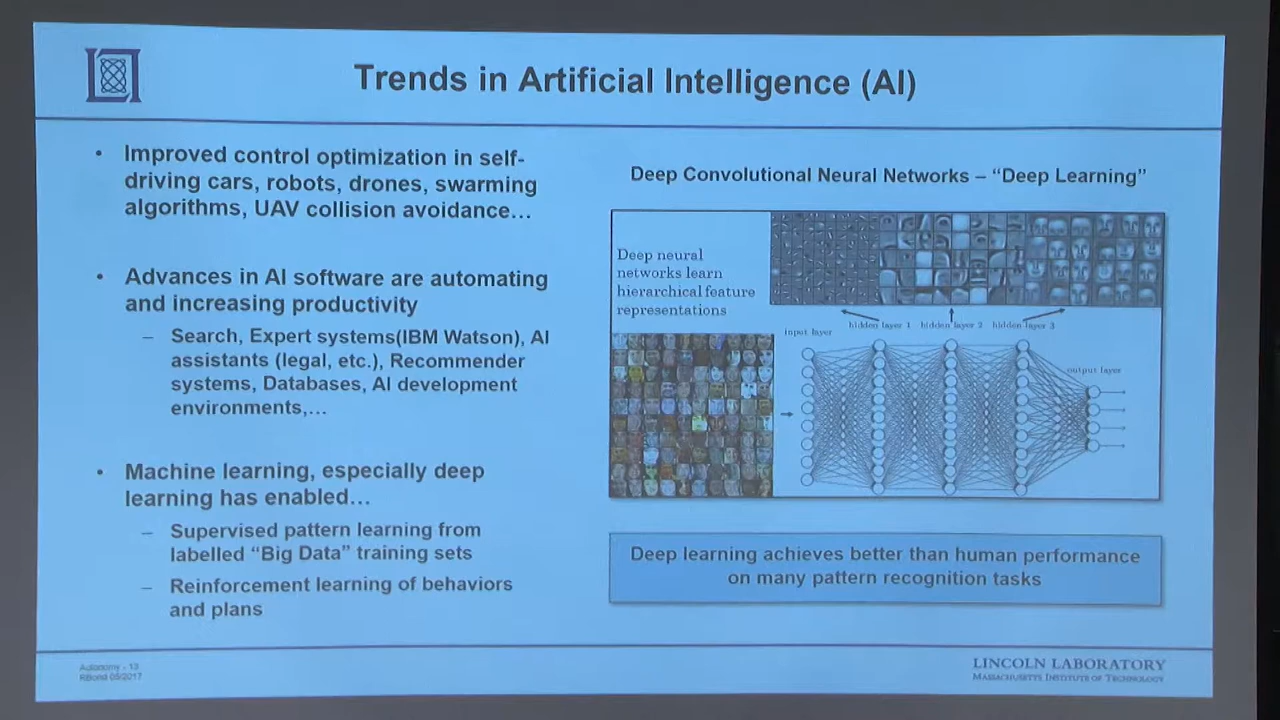 Trends in Artificial Intelligence (AI)
• Improved control optimization in self-
driving cars, robots, drones, swarming
algorithms, UAV collision avoidance…
• Advances in AI software are automating
and increasing productivity
– Search, Expert systems(IBM Watson), AI
assistants (legal, etc.), Recommender
systems, Databases, AI development
environments,…
• Machine learning, especially deep
learning has enabled…
– Supervised pattern learning from
labelled “Big Data” training sets
– Reinforcement learning of behaviors
and plans
Deep Convolutional Neural Networks – “Deep Learning”
Deep neural
networks learn
hierarchical feature
representations
input layer
hidden layer 1 hidden layer 2 hidden layer 3
output layer
Deep learning achieves better than human performance
on many pattern recognition tasks
Autonomy - 13
RBond 05/2017
LINCOLN LABORATORY
MASSACHUSETTS INSTITUTE OF TECHNOLOGY